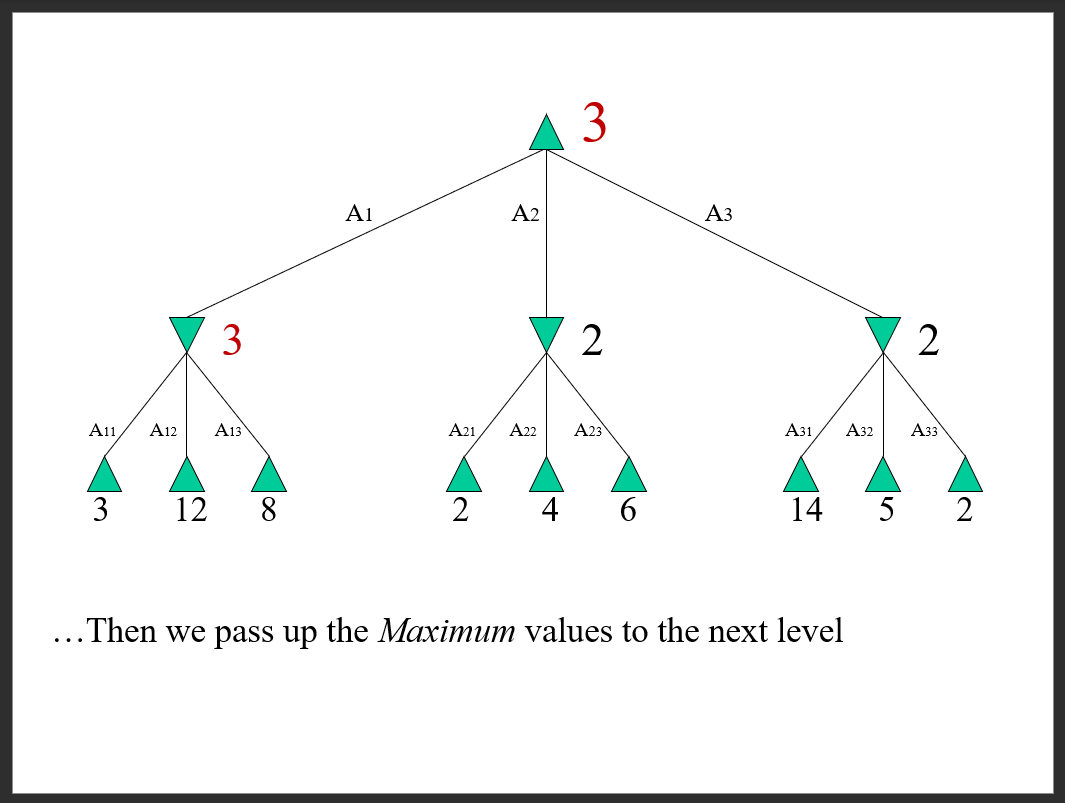 3
A1 A2 A3
3 2 2
A11 A12 A13 A21 A22 A23 A31 A32 A33
3 12 8 2 4 6 14 5 2
…Then we pass up the Maximum values to the next level